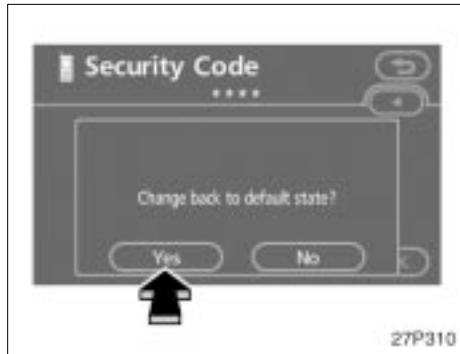 Security Code
****
Change back to default state?
Yes No
27P310